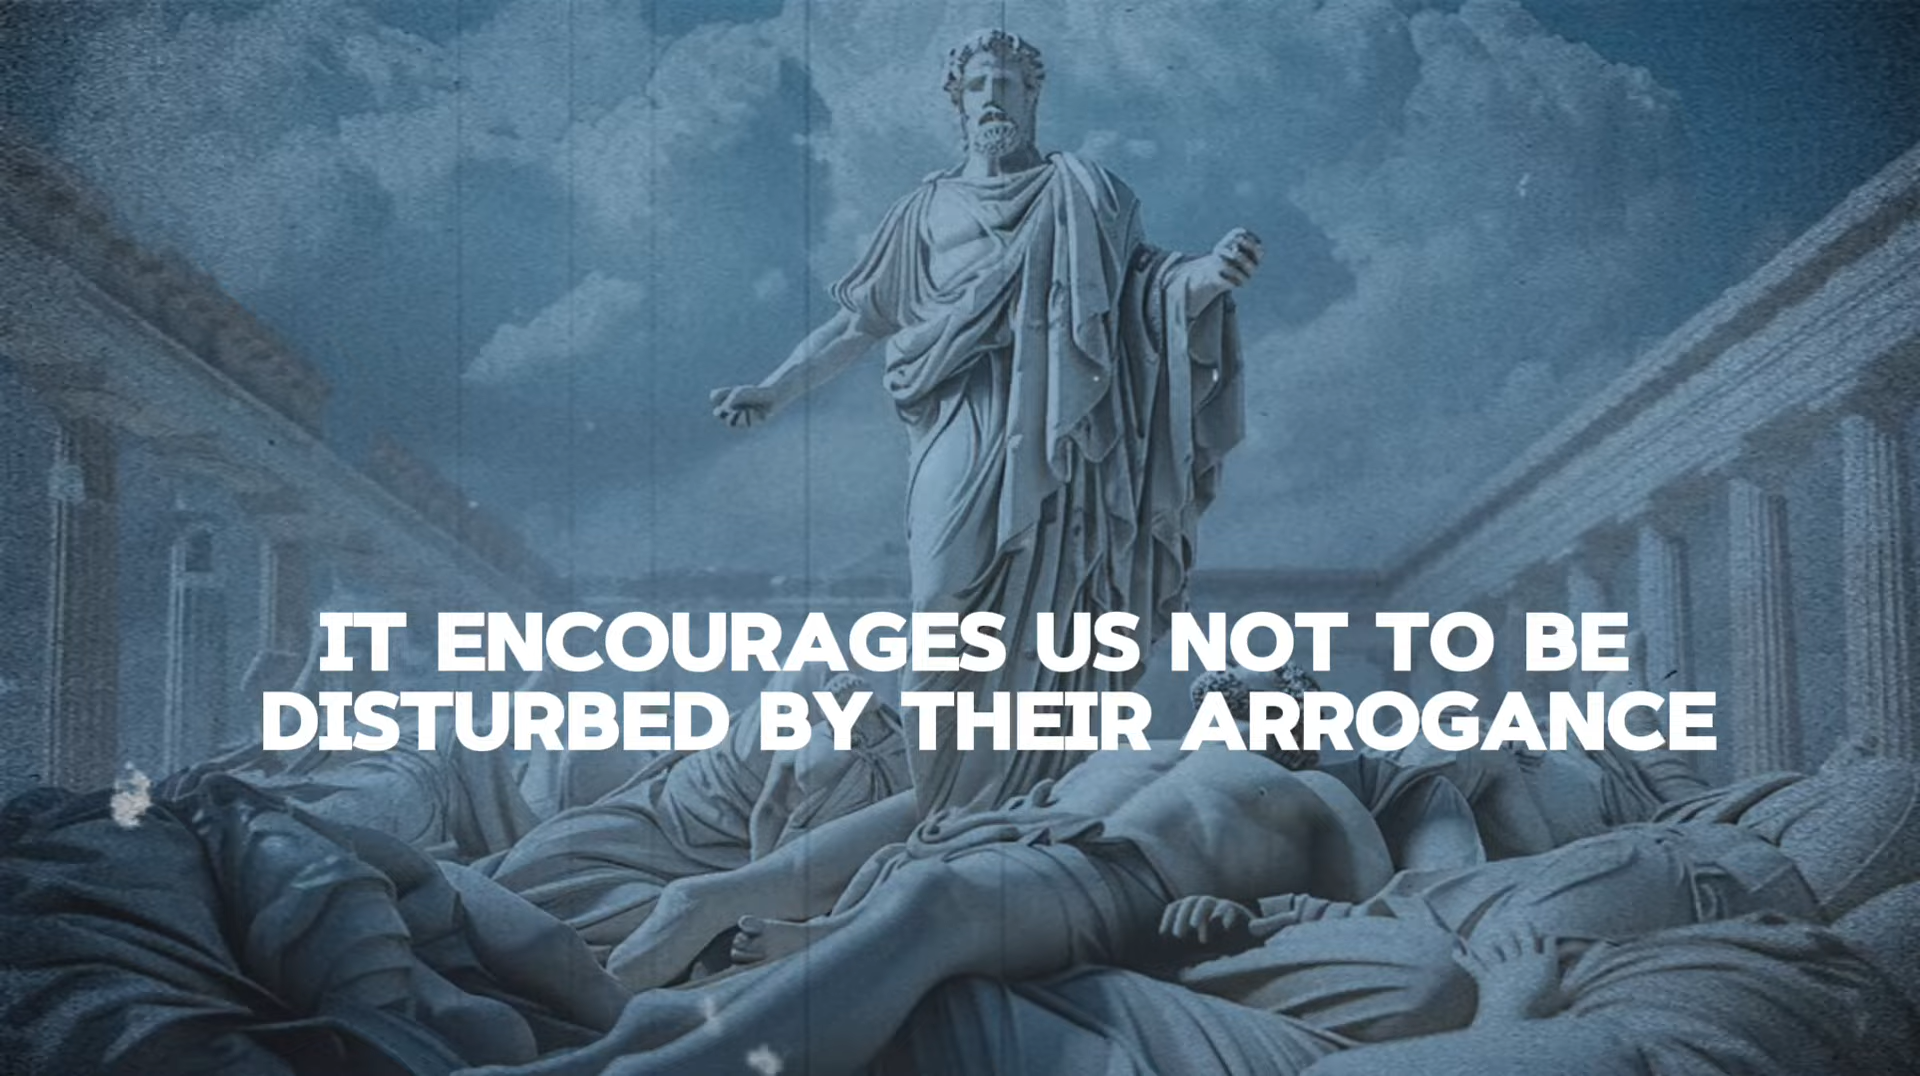 IT ENCOURAGES US NOT TO BE
DISTURBED BY THEIR ARROGANCE